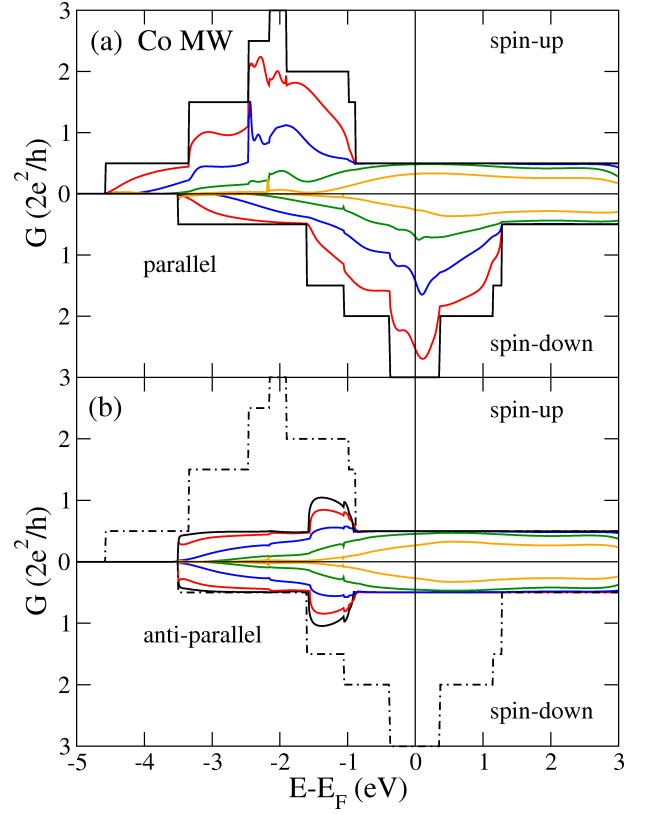 3
(a) Co MW
spin-up
2
1
0
G (2e²/h)
1
parallel
2
spin-down
3
(b)
spin-up
2
1
0
G (2e²/h)
1
anti-parallel
2
spin-down
3
-5 -4 -3 -2 -1 0 1 2 3
E-E_F (eV)